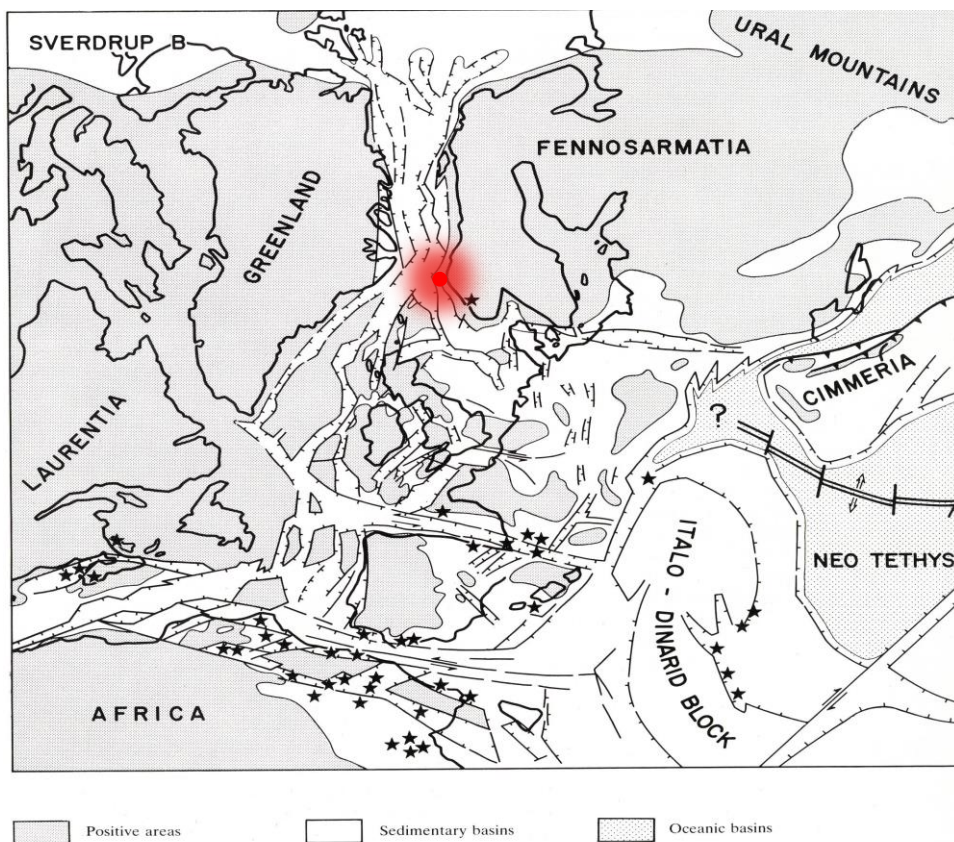 SVERDRUP B
URAL MOUNTAINS
FENNOSARMATIA
GREENLAND
LAURENTIA
CIMMERIA
?
ITALO - DINARID BLOCK
NEO TETHYS
AFRICA
Positive areas
Sedimentary basins
Oceanic basins